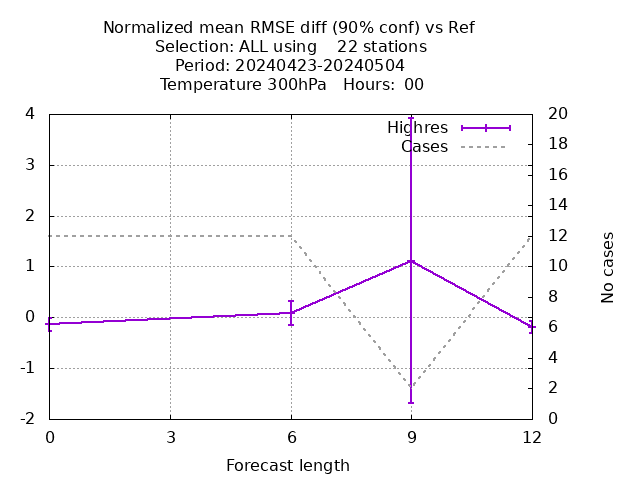 Normalized mean RMSE diff (90% conf) vs Ref
Selection: ALL using    22 stations
Period: 20240423-20240504
Temperature 300hPa   Hours:  00
4
3
2
1
0
-1
-2
20
18
16
14
12
10
8
6
4
2
0
Highres
Cases
No cases
0 3 6 9 12
Forecast length